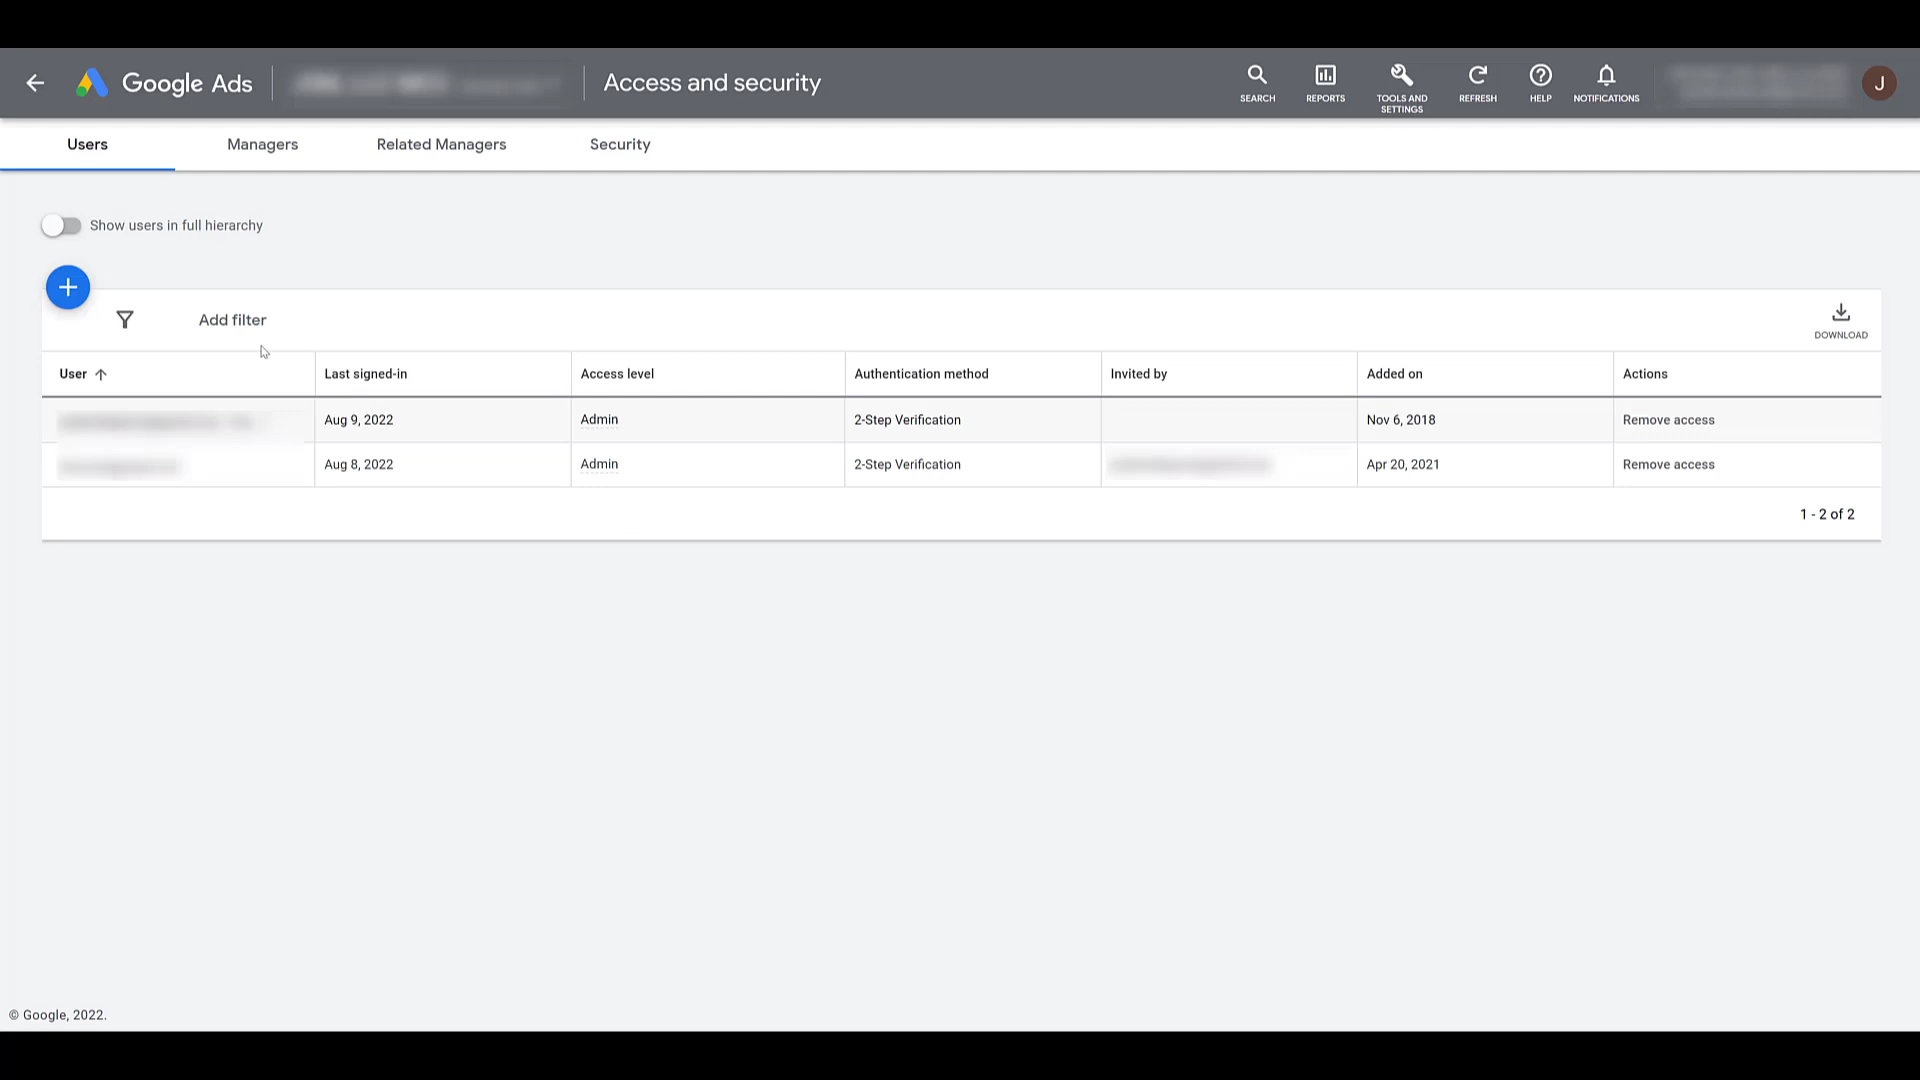 Google Ads
Access and security
SEARCH
REPORTS
TOOLS AND
SETTINGS
REFRESH
HELP
NOTIFICATIONS
J
Users
Managers
Related Managers
Security
Show users in full hierarchy
Add filter
DOWNLOAD
User
Last signed-in
Access level
Authentication method
Invited by
Added on
Actions
Aug 9, 2022
Admin
2-Step Verification
Nov 6, 2018
Remove access
Aug 8, 2022
Admin
2-Step Verification
Apr 20, 2021
Remove access
1 - 2 of 2
© Google, 2022.